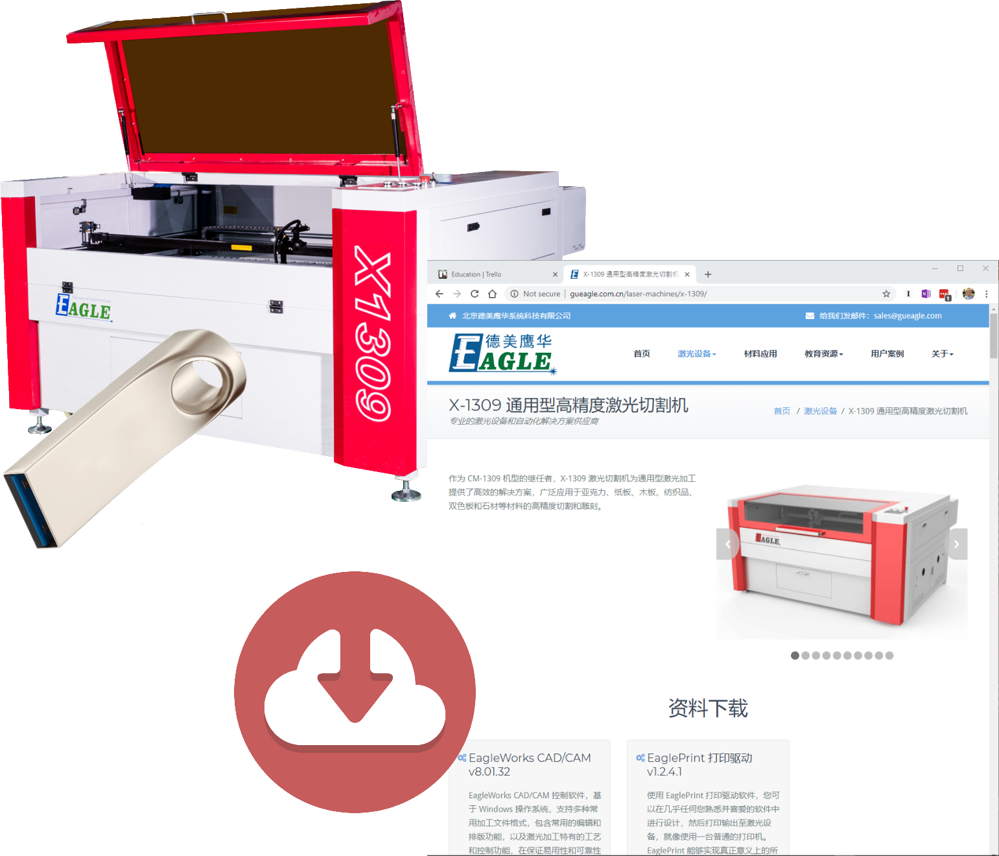 X1309
Advanced Automation
EAGLE
Education | Trello
X-1309 通用型高精度激光切割机
Not secure
gueagle.com.cn/laser-machines/x-1309/
1
北京德美鹰华系统科技有限公司
给我们发邮件：sales@gueagle.com
德美鹰华
EAGLE
首页
激光设备
材料应用
教育资源
用户案例
关于
X-1309 通用型高精度激光切割机
专业的激光设备和自动化解决方案供应商
首页 / 激光设备 / X-1309 通用型高精度激光切割机
作为 CM-1309 机型的继任者，X-1309 激光切割机为通用型激光加工
提供了高效的解决方案，广泛应用于亚克力、纸板、木板、纺织品、
双色板和石材等材料的高精度切割和雕刻。
EAGLE
资料下载
EagleWorks CAD/CAM
v8.01.32
EagleWorks CAD/CAM 控制软件，基
于 Windows 操作系统，支持多种常
用加工文件格式，包含常用的编辑和
排版功能，以及激光加工特有的工艺
和控制功能，在保证易用性和可靠性
EaglePrint 打印驱动
v1.2.4.1
使用 EaglePrint 打印驱动软件，您可
以在几乎任何您熟悉并喜爱的软件中
进行设计，然后打印输出至激光设
备，就像使用一台普通的打印机。
EaglePrint 能够实现真正意义上的所